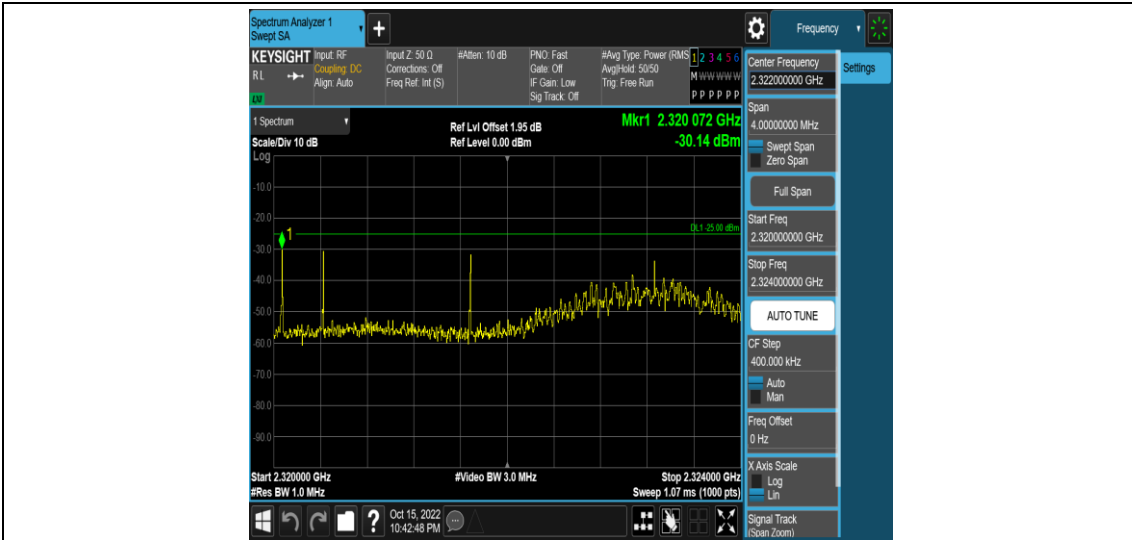 Spectrum Analyzer 1
Swept SA
+
Frequency
KEYSIGHT
RL
LXI
Input: RF
Coupling: DC
Align: Auto
Input Z: 50 Ω
Corrections: Off
Freq Ref: Int (S)
#Atten: 10 dB
PNO: Fast
Gate: Off
IF Gain: Low
Sig Track: Off
#Avg Type: Power (RMS
Avg|Hold: 50/50
Trig: Free Run
1 2 3 4 5 6
M W W W W W
P P P P P P
1 Spectrum
Scale/Div 10 dB
Log
Ref Lvl Offset 1.95 dB
Ref Level 0.00 dBm
Mkr1 2.320 072 GHz
-30.14 dBm
DL1 -25.00 dBm
1
-10.0
-20.0
-30.0
-40.0
-50.0
-60.0
-70.0
-80.0
-90.0
Start 2.320000 GHz
#Res BW 1.0 MHz
#Video BW 3.0 MHz
Stop 2.324000 GHz
Sweep 1.07 ms (1000 pts)
Oct 15, 2022
10:42:48 PM
?
Center Frequency
2.322000000 GHz
Settings
Span
4.00000000 MHz
Swept Span
Zero Span
Full Span
Start Freq
2.320000000 GHz
Stop Freq
2.324000000 GHz
AUTO TUNE
CF Step
400.000 kHz
Auto
Man
Freq Offset
0 Hz
X Axis Scale
Log
Lin
Signal Track
(Span Zoom)